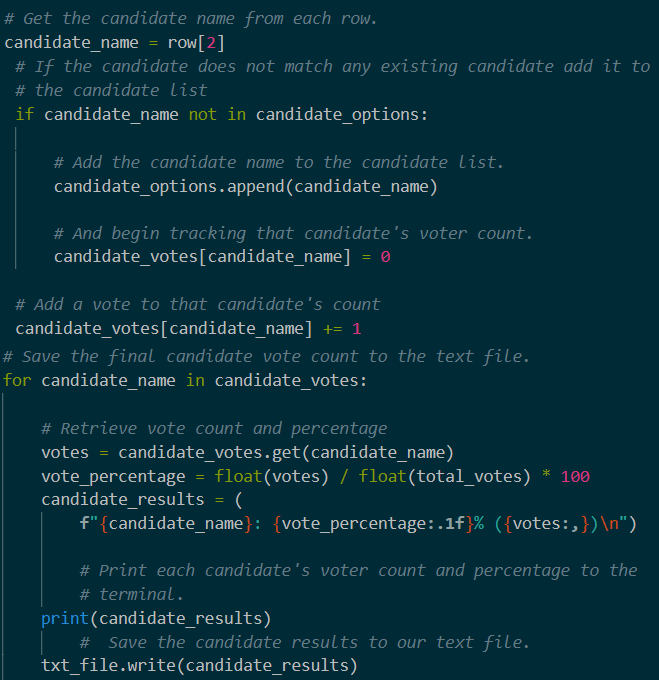 # Get the candidate name from each row.
candidate_name = row[2]
# If the candidate does not match any existing candidate add it to
# the candidate list
if candidate_name not in candidate_options:
# Add the candidate name to the candidate list.
candidate_options.append(candidate_name)
# And begin tracking that candidate's voter count.
candidate_votes[candidate_name] = 0
# Add a vote to that candidate's count
candidate_votes[candidate_name] += 1
# Save the final candidate vote count to the text file.
for candidate_name in candidate_votes:
# Retrieve vote count and percentage
votes = candidate_votes.get(candidate_name)
vote_percentage = float(votes) / float(total_votes) * 100
candidate_results = (
f"{candidate_name}: {vote_percentage:.1f}% ({votes:,})\n")
# Print each candidate's voter count and percentage to the
# terminal.
print(candidate_results)
#  Save the candidate results to our text file.
txt_file.write(candidate_results)